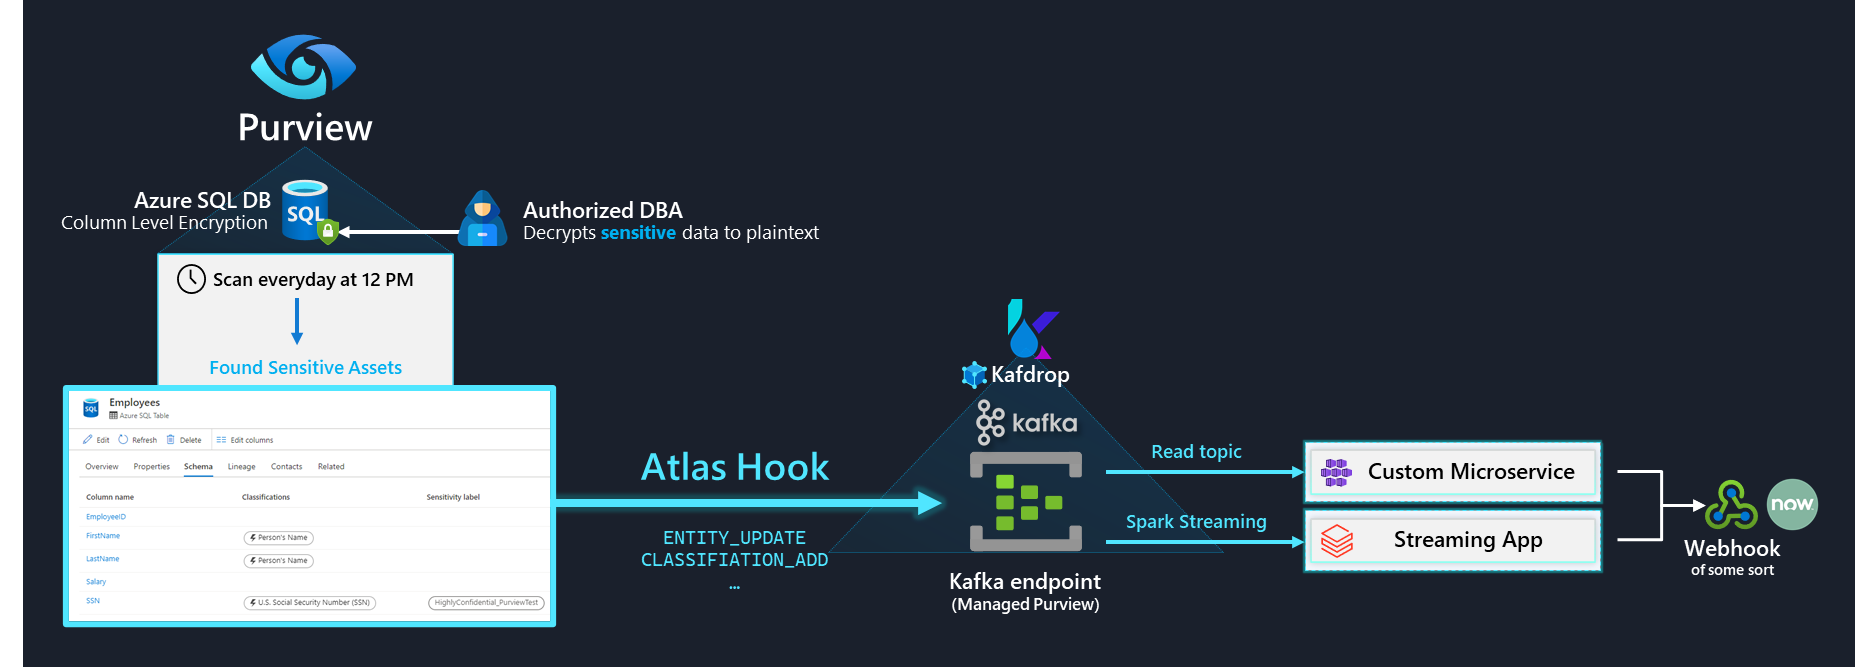 Purview
Azure SQL DB
Column Level Encryption
SQL
Authorized DBA
Decrypts sensitive data to plaintext
Scan everyday at 12 PM
Found Sensitive Assets
SQL
Employees
Azure SQL Table
Edit Refresh Delete Edit columns
Overview Properties Schema Lineage Contacts Related
Column name Classifications Sensitivity label
EmployeeID
FirstName Person's Name
LastName Person's Name
Salary
SSN U.S. Social Security Number (SSN) HighlyConfidential_PurviewTest
Atlas Hook
ENTITY_UPDATE
CLASSIFIATION_ADD
...
Kafdrop
kafka
Kafka endpoint
(Managed Purview)
Read topic
Spark Streaming
Custom Microservice
Streaming App
now
Webhook
of some sort